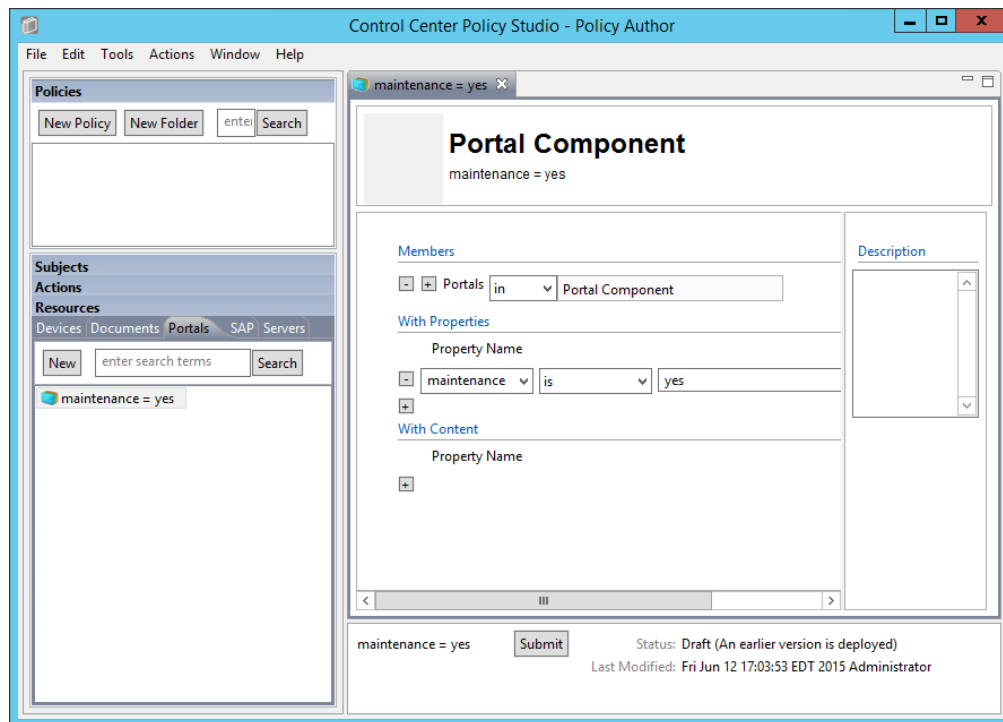 Control Center Policy Studio - Policy Author
File Edit Tools Actions Window Help
Policies
New Policy New Folder enter Search
Subjects
Actions
Resources
Devices Documents Portals SAP Servers
New enter search terms Search
maintenance = yes
maintenance = yes
Portal Component
maintenance = yes
Members
- + Portals in Portal Component
With Properties
Property Name
- maintenance is yes
+
With Content
Property Name
+
Description
maintenance = yes Submit Status: Draft (An earlier version is deployed)
Last Modified: Fri Jun 12 17:03:53 EDT 2015 Administrator